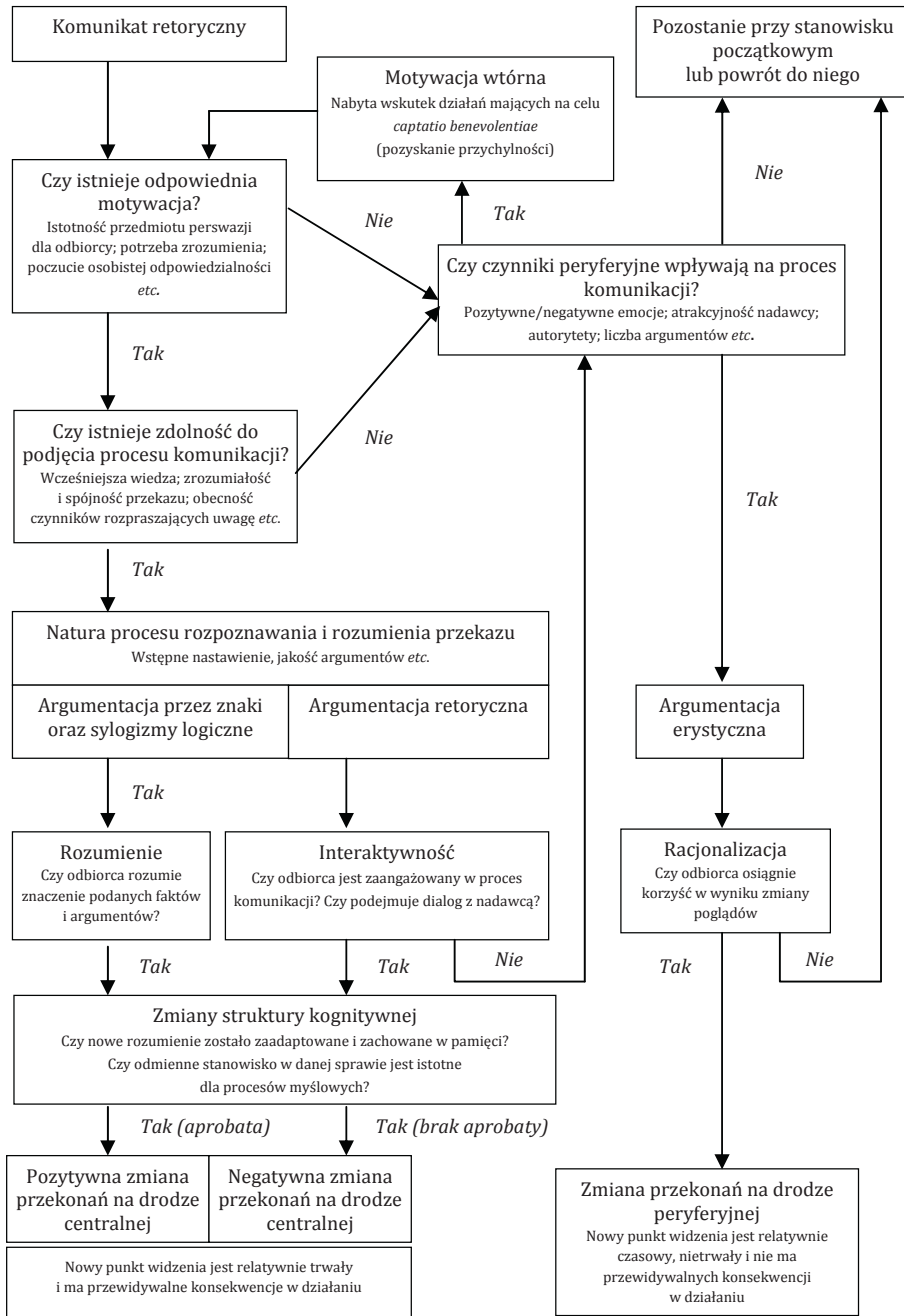 Komunikat retoryczny
Pozostanie przy stanowisku
początkowym
lub powrót do niego
Motywacja wtórna
Nabyta wskutek działań mających na celu
captatio benevolentiae
(pozyskanie przychylności)
Czy istnieje odpowiednia
motywacja?
Istotność przedmiotu perswazji
dla odbiorcy; potrzeba zrozumienia;
poczucie osobistej odpowiedzialności
etc.
Nie
Tak
Nie
Czy czynniki peryferyjne wpływają na proces
komunikacji?
Pozytywne/negatywne emocje; atrakcyjność nadawcy;
autorytety; liczba argumentów etc.
Tak
Czy istnieje zdolność do
podjęcia procesu komunikacji?
Wcześniejsza wiedza; zrozumiałość
i spójność przekazu; obecność
czynników rozpraszających uwagę etc.
Nie
Tak
Tak
Natura procesu rozpoznawania i rozumienia przekazu
Wstępne nastawienie, jakość argumentów etc.
Argumentacja przez znaki
oraz sylogizmy logiczne
Argumentacja retoryczna
Argumentacja
erystyczna
Tak
Rozumienie
Czy odbiorca rozumie
znaczenie podanych faktów
i argumentów?
Interaktywność
Czy odbiorca jest zaangażowany w proces
komunikacji? Czy podejmuje dialog z nadawcą?
Racjonalizacja
Czy odbiorca osiągnie
korzyść w wyniku zmiany
poglądów
Tak
Tak
Nie
Tak
Nie
Zmiany struktury kognitywnej
Czy nowe rozumienie zostało zaadaptowane i zachowane w pamięci?
Czy odmienne stanowisko w danej sprawie jest istotne
dla procesów myślowych?
Tak (aprobata)
Tak (brak aprobaty)
Pozytywna zmiana
przekonań na drodze
centralnej
Negatywna zmiana
przekonań na drodze
centralnej
Nowy punkt widzenia jest relatywnie trwały
i ma przewidywalne konsekwencje w działaniu
Zmiana przekonań na drodze
peryferyjnej
Nowy punkt widzenia jest relatywnie
czasowy, nietrwały i nie ma
przewidywalnych konsekwencji
w działaniu